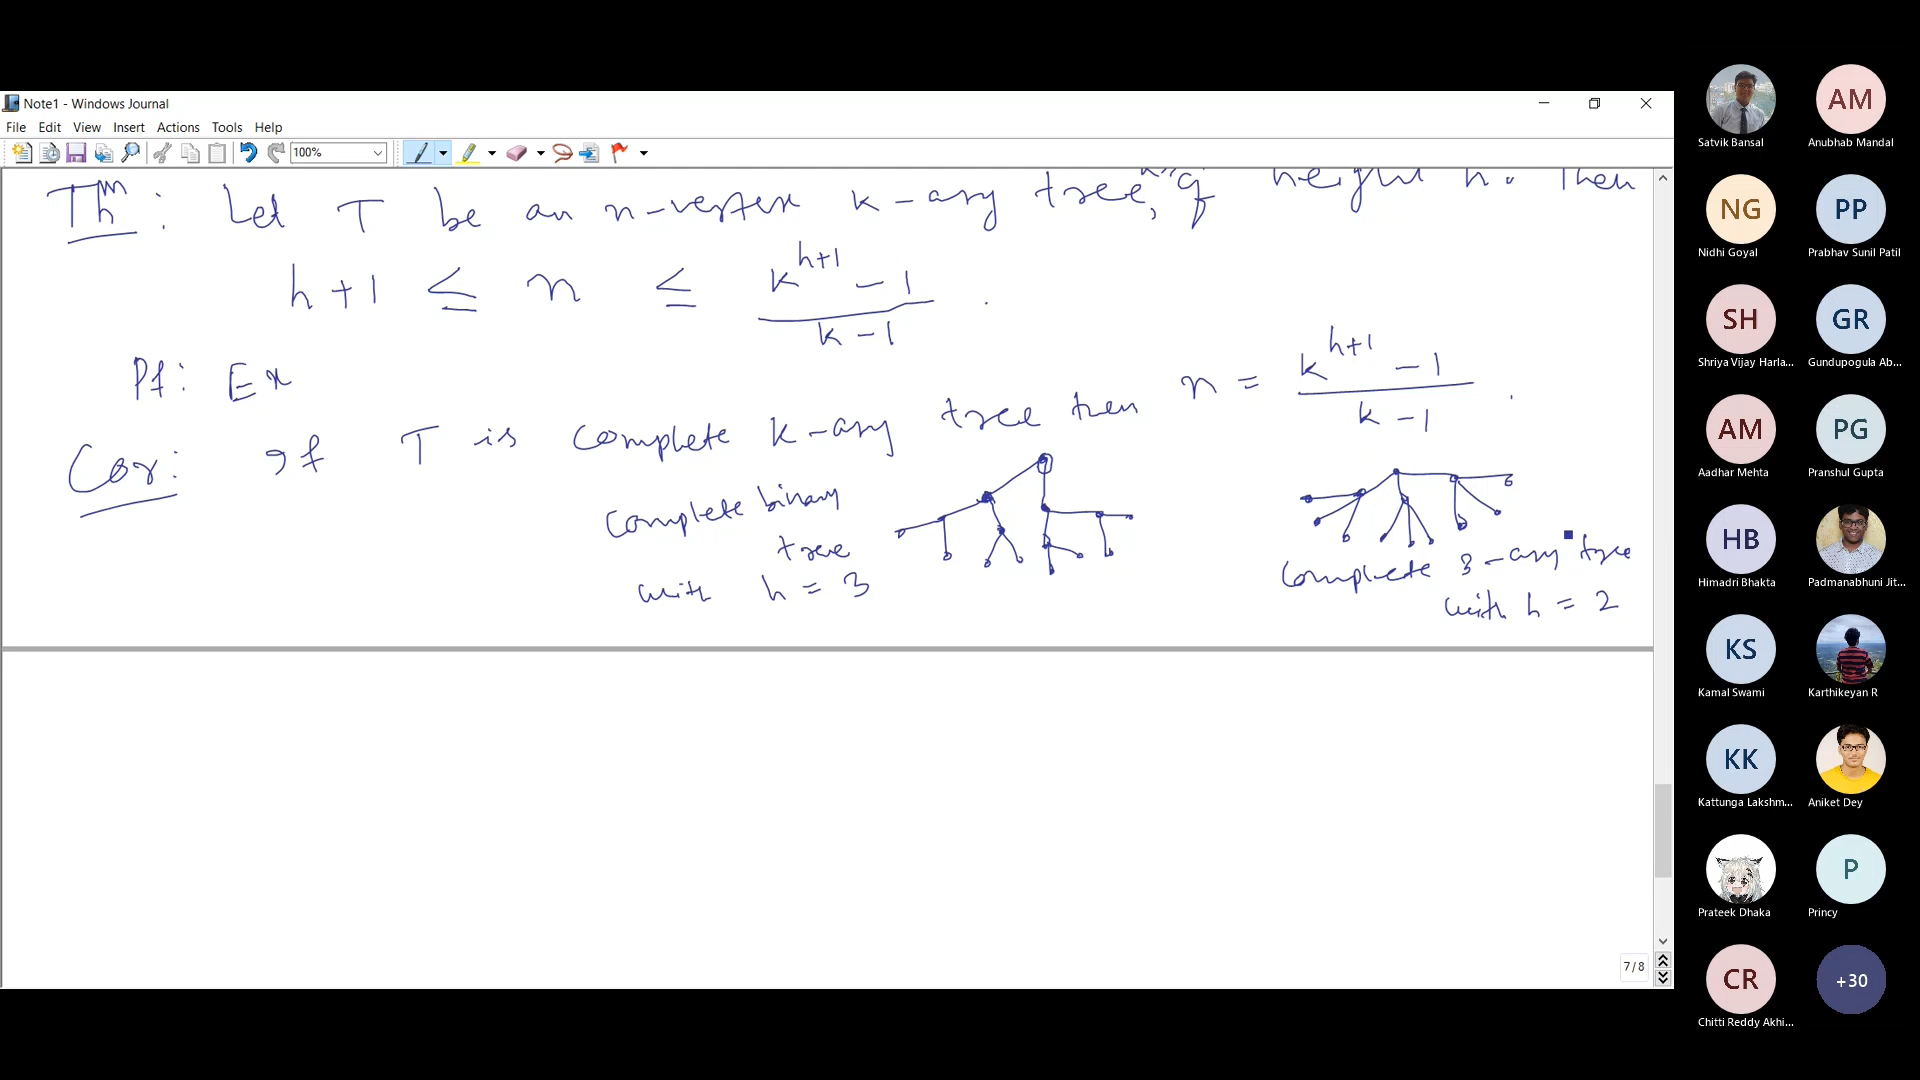 Note1 - Windows Journal
File Edit View Insert Actions Tools Help
100%
Thm: Let T be an n-vertex k-ary tree, of height h. Then
h+1 ≤ n ≤ (k^(h+1) - 1)/(k - 1).
Pf: Ex
Cor: If T is complete k-ary tree then n = (k^(h+1) - 1)/(k - 1).
complete binary
tree
with h = 3
complete 3-ary tree
with h = 2
7/8
Satvik Bansal
AM
Anubhab Mandal
NG
Nidhi Goyal
PP
Prabhav Sunil Patil
SH
Shriya Vijay Harla...
GR
Gundupogula Ab...
AM
Aadhar Mehta
PG
Pranshul Gupta
HB
Himadri Bhakta
Padmanabhuni Jit...
KS
Kamal Swami
Karthikeyan R
KK
Kattunga Lakshm...
Aniket Dey
Prateek Dhaka
P
Princy
CR
Chitti Reddy Akhi...
+30